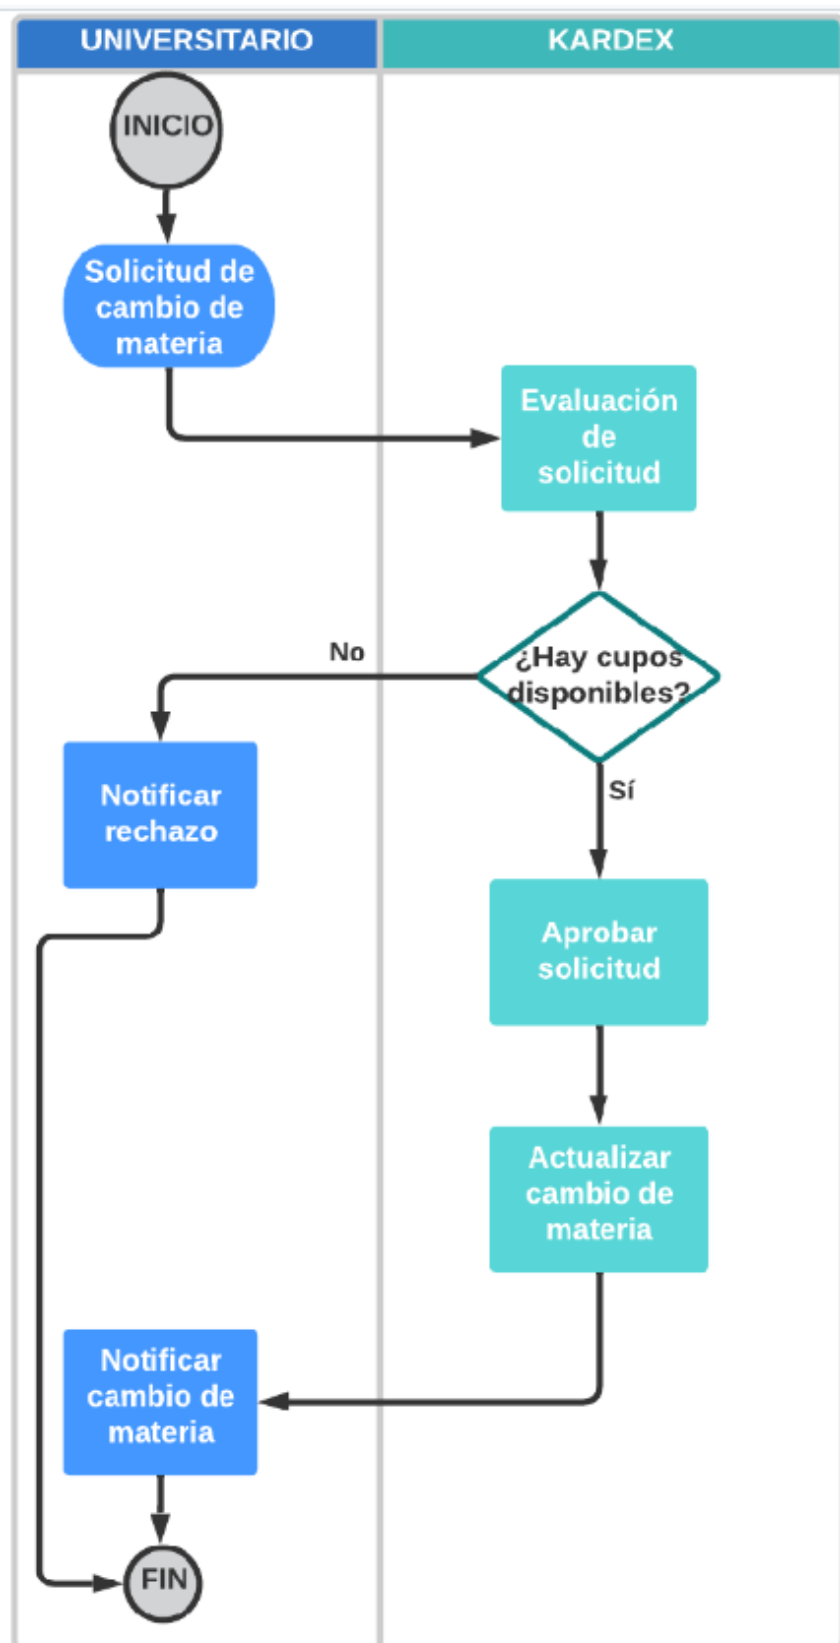 UNIVERSITARIO
KARDEX
INICIO
Solicitud de
cambio de
materia
Evaluación
de
solicitud
¿Hay cupos
disponibles?
No
Sí
Notificar
rechazo
Aprobar
solicitud
Actualizar
cambio de
materia
Notificar
cambio de
materia
FIN